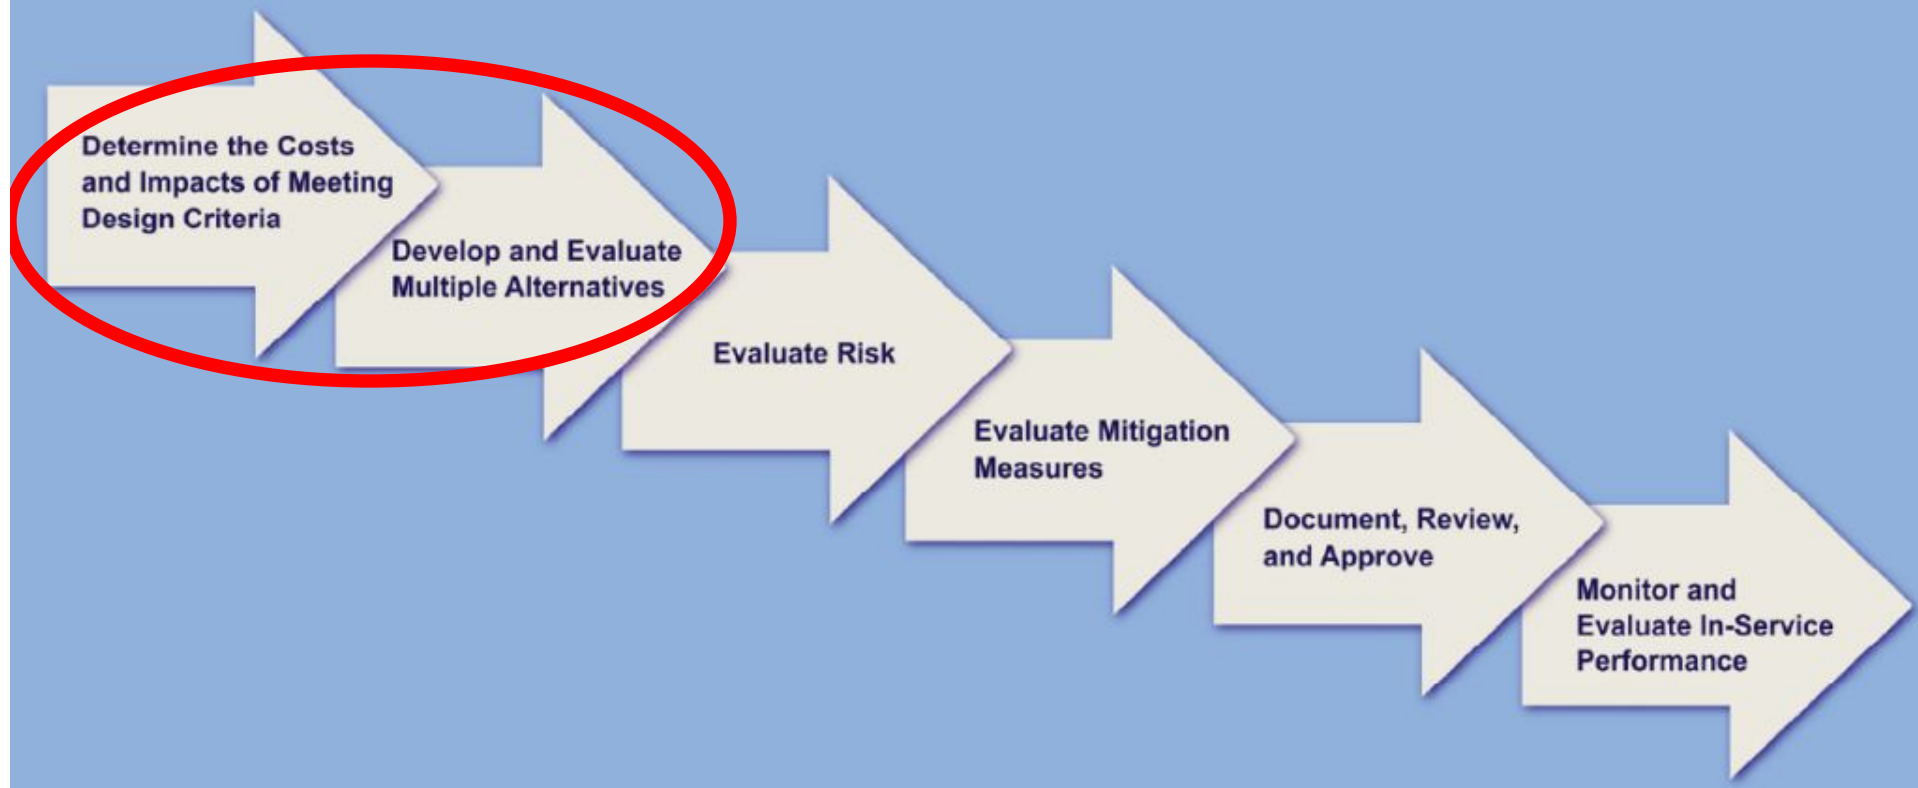 Determine the Costs
and Impacts of Meeting
Design Criteria
Develop and Evaluate
Multiple Alternatives
Evaluate Risk
Evaluate Mitigation
Measures
Document, Review,
and Approve
Monitor and
Evaluate In-Service
Performance